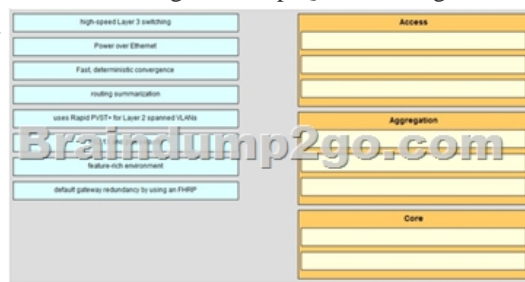 high-speed Layer 3 switching
Power over Ethernet
Fast, deterministic convergence
routing summarization
uses Rapid PVST+ for Layer 2 spanned VLANs
feature-rich environment
default gateway redundancy by using an FHRP
Access
Aggregation
Core
Braindump2go.com